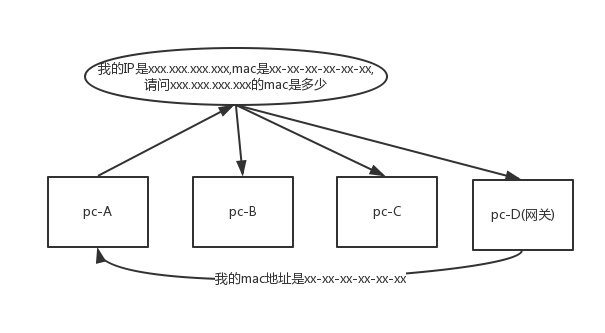 我的IP是xxx.xxx.xxx.xxx,mac是xx-xx-xx-xx-xx-xx,
请问xxx.xxx.xxx.xxx的mac是多少
pc-A
pc-B
pc-C
pc-D(网关)
我的mac地址是xx-xx-xx-xx-xx-xx